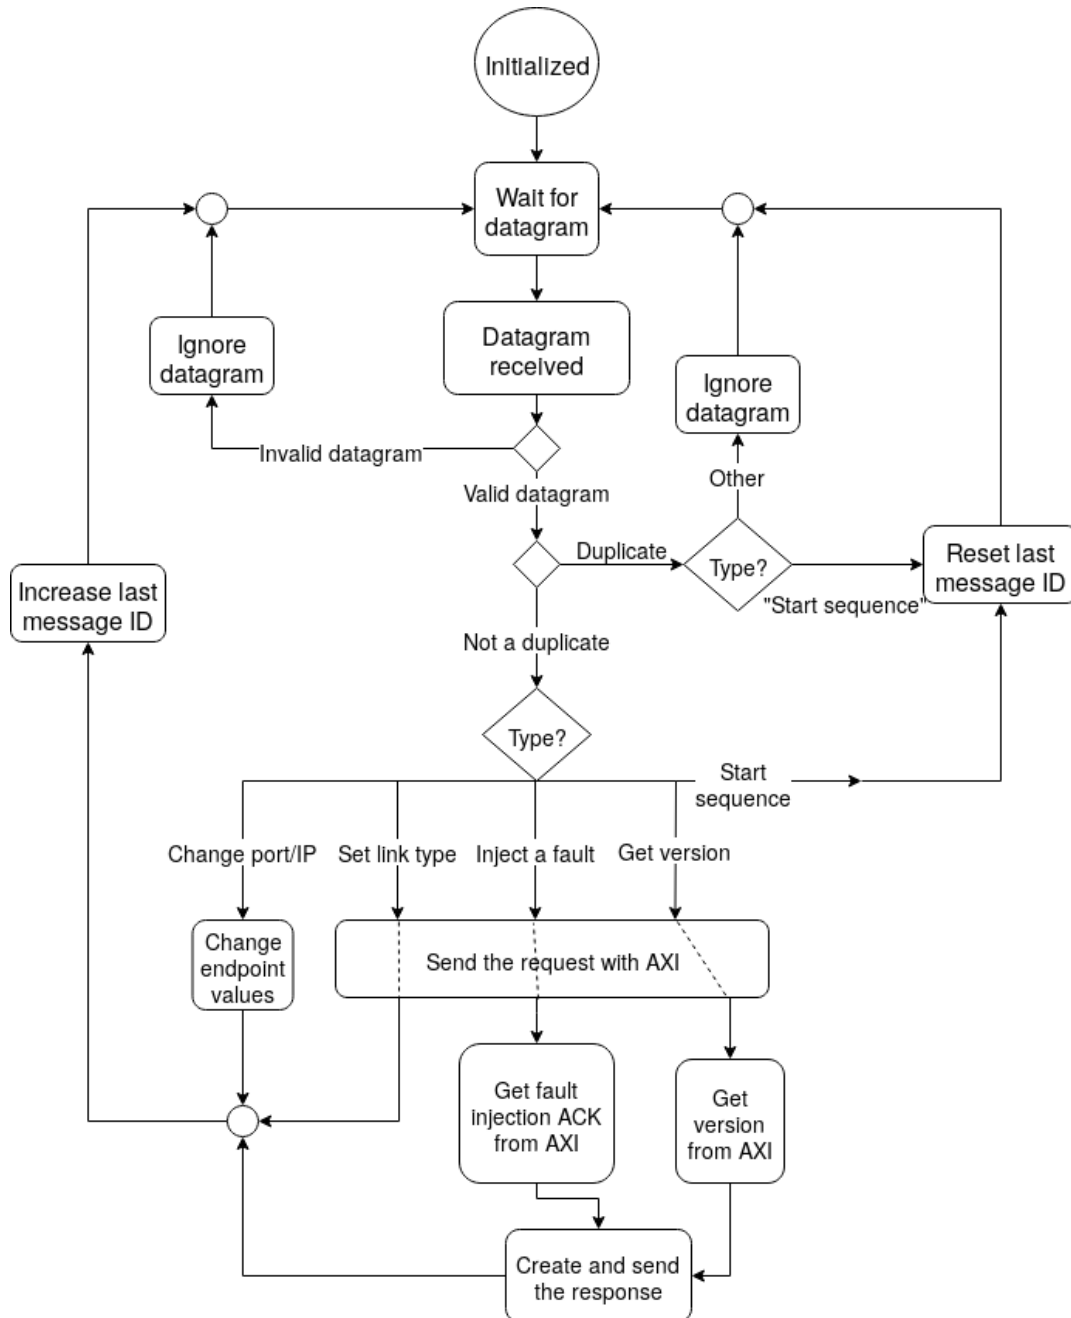 Initialized
Wait for
datagram
Datagram
received
Ignore
datagram
Ignore
datagram
Invalid datagram
Other
Valid datagram
Duplicate
Type?
"Start sequence"
Reset last
message ID
Increase last
message ID
Not a duplicate
Type?
Start
sequence
Change port/IP
Set link type
Inject a fault
Get version
Change
endpoint
values
Send the request with AXI
Get fault
injection ACK
from AXI
Get
version
from AXI
Create and send
the response